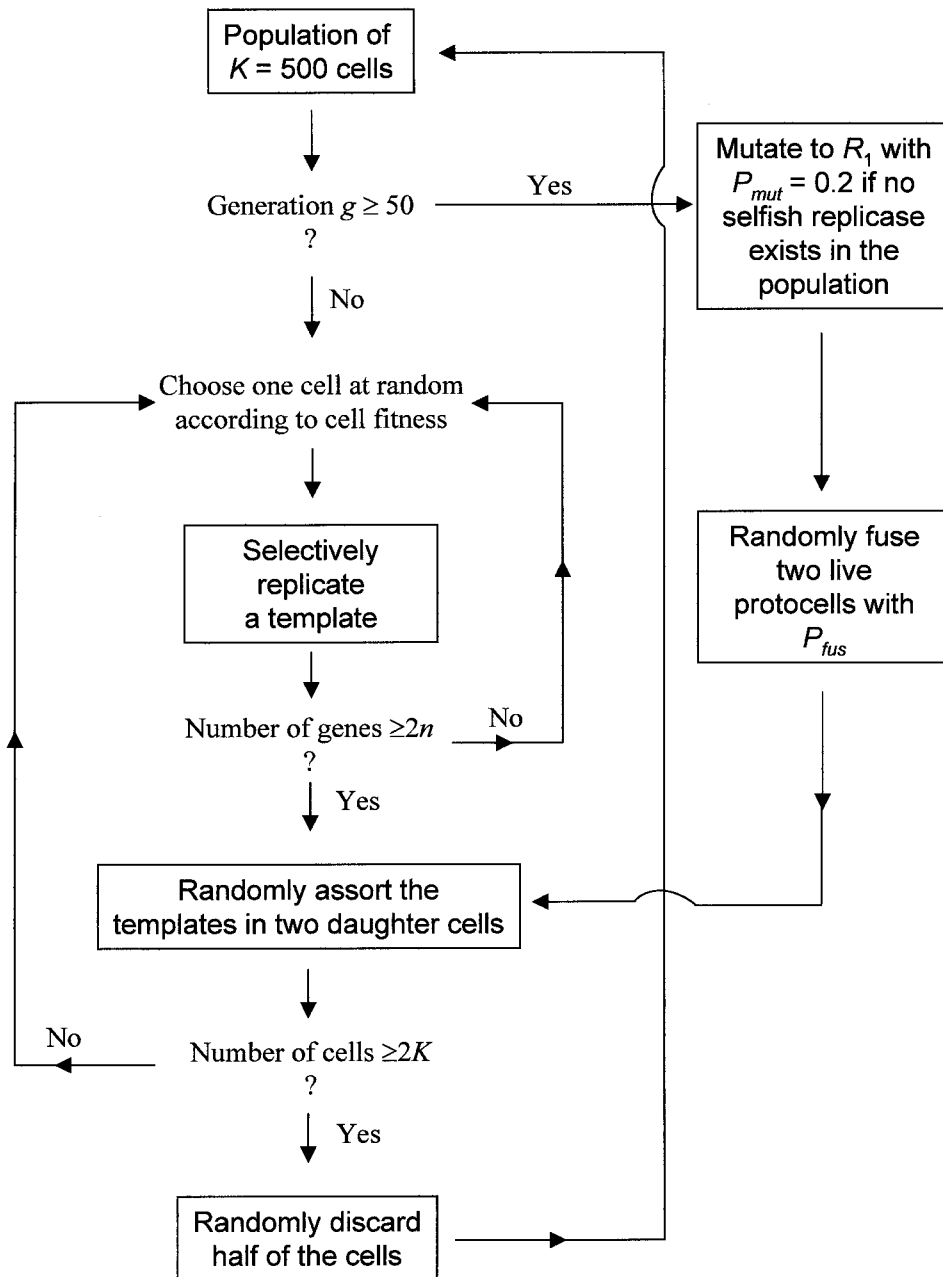 Population of
K = 500 cells
Generation g ≥ 50
?
Yes
Mutate to R₁ with
Pmut = 0.2 if no
selfish replicase
exists in the
population
No
Choose one cell at random
according to cell fitness
Selectively
replicate
a template
Randomly fuse
two live
protocells with
Pfus
Number of genes ≥2n
?
No
Yes
Randomly assort the
templates in two daughter cells
No
Number of cells ≥2K
?
Yes
Randomly discard
half of the cells